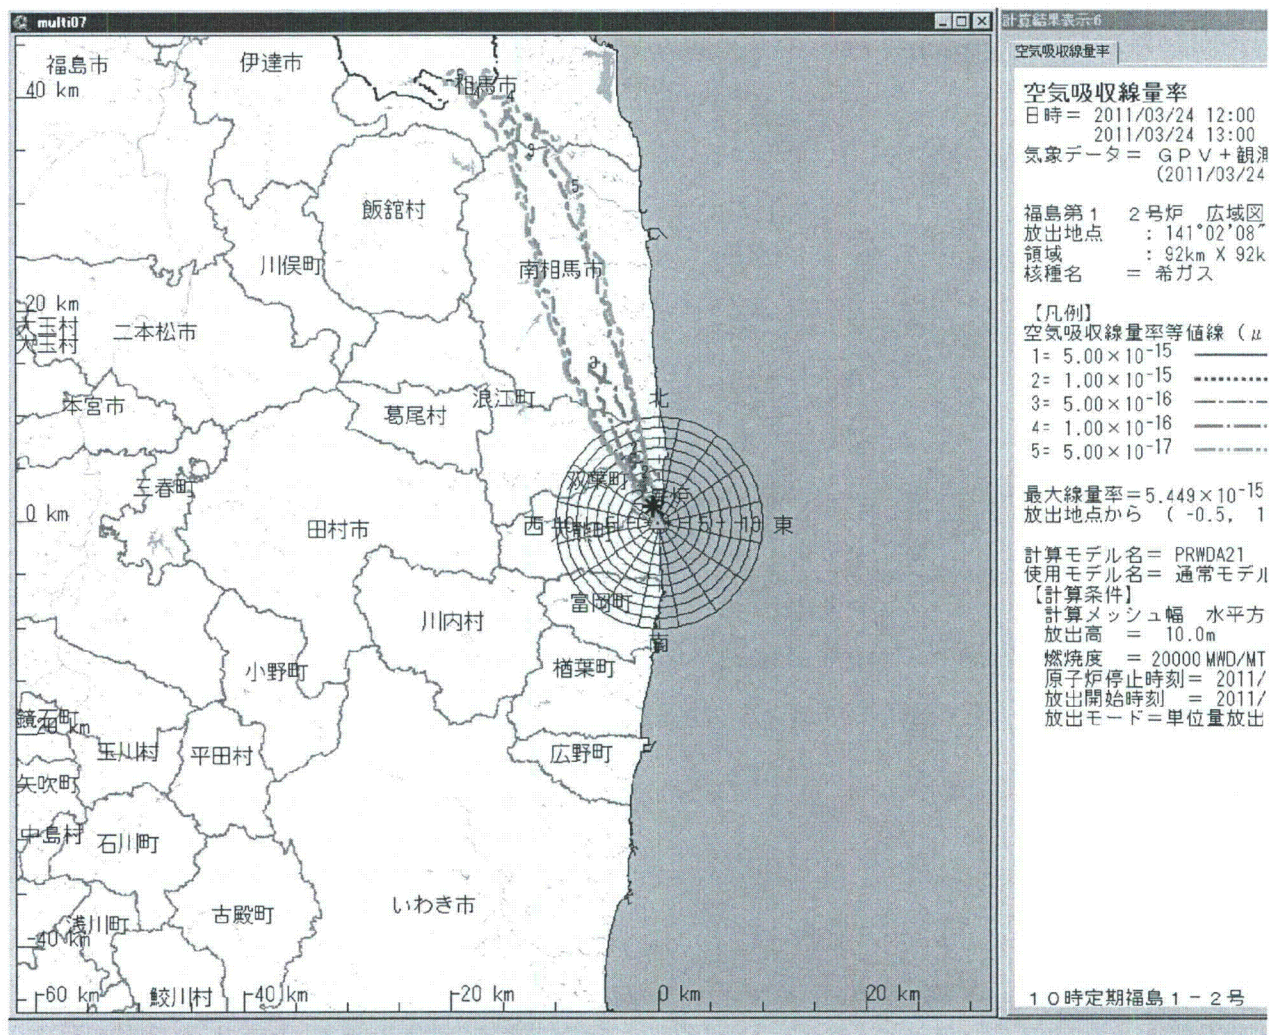 multi07
福島市
伊達市
相馬市
40 km
4
3
5
飯舘村
川俣町
南相馬市
20 km
大玉村
大玉村
二本松市
3
本宮市
葛尾村
浪江町
北
三春町
双葉町
0 km
田村市
西
東
富岡町
川内村
南
小野町
楢葉町
鏡石町
玉川村
平田村
広野町
矢吹町
中島村
石川町
いわき市
古殿町
浅川町
-40 km
鮫川村
-60 km
-40 km
-20 km
0 km
20 km
計算結果表示:6
空気吸収線量率
空気吸収線量率
日時= 2011/03/24 12:00
2011/03/24 13:00
気象データ= GPV+観測
(2011/03/24
福島第1 2号炉 広域図
放出地点 : 141°02'08"
領域 : 92km X 92k
核種名 = 希ガス
【凡例】
空気吸収線量率等値線 (μ
1= 5.00×10-15
2= 1.00×10-15
3= 5.00×10-16
4= 1.00×10-16
5= 5.00×10-17
最大線量率=5.449×10-15
放出地点から ( -0.5, 1
計算モデル名= PRWDA21
使用モデル名= 通常モデル
【計算条件】
計算メッシュ幅 水平方
放出高 = 10.0m
燃焼度 = 20000MWD/MT
原子炉停止時刻= 2011/
放出開始時刻 = 2011/
放出モード=単位量放出
10時定期福島1-2号